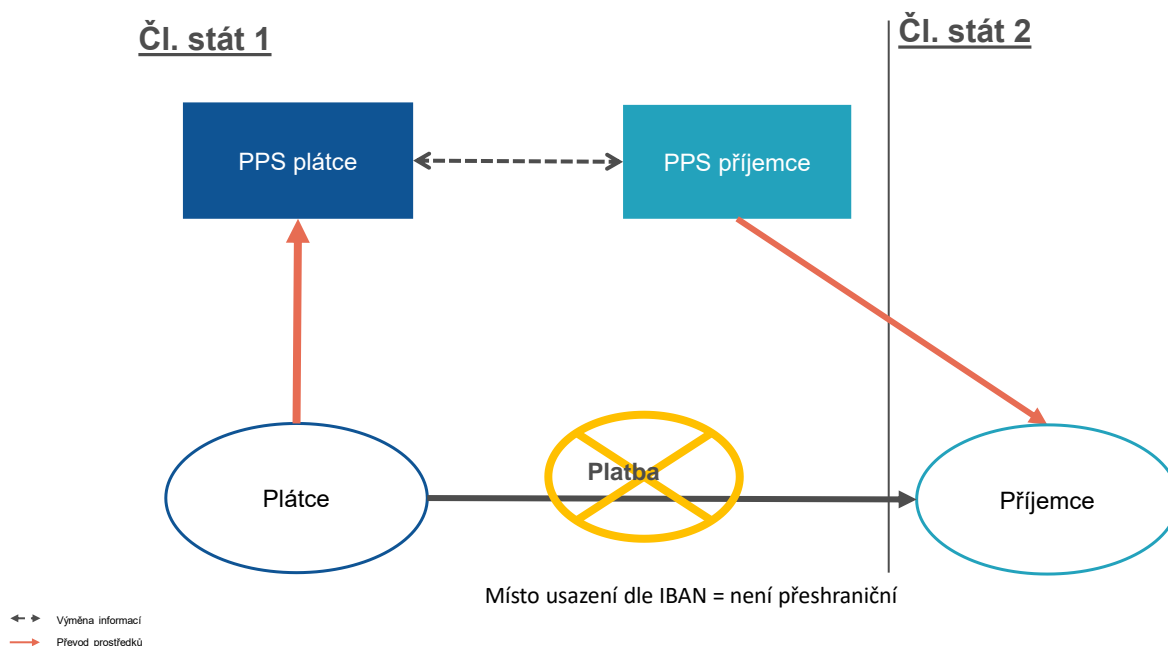 Čl. stát 1
Čl. stát 2
PPS plátce
PPS příjemce
Platba
Plátce
Příjemce
Místo usazení dle IBAN = není přeshraniční
Výměna informací
Převod prostředků